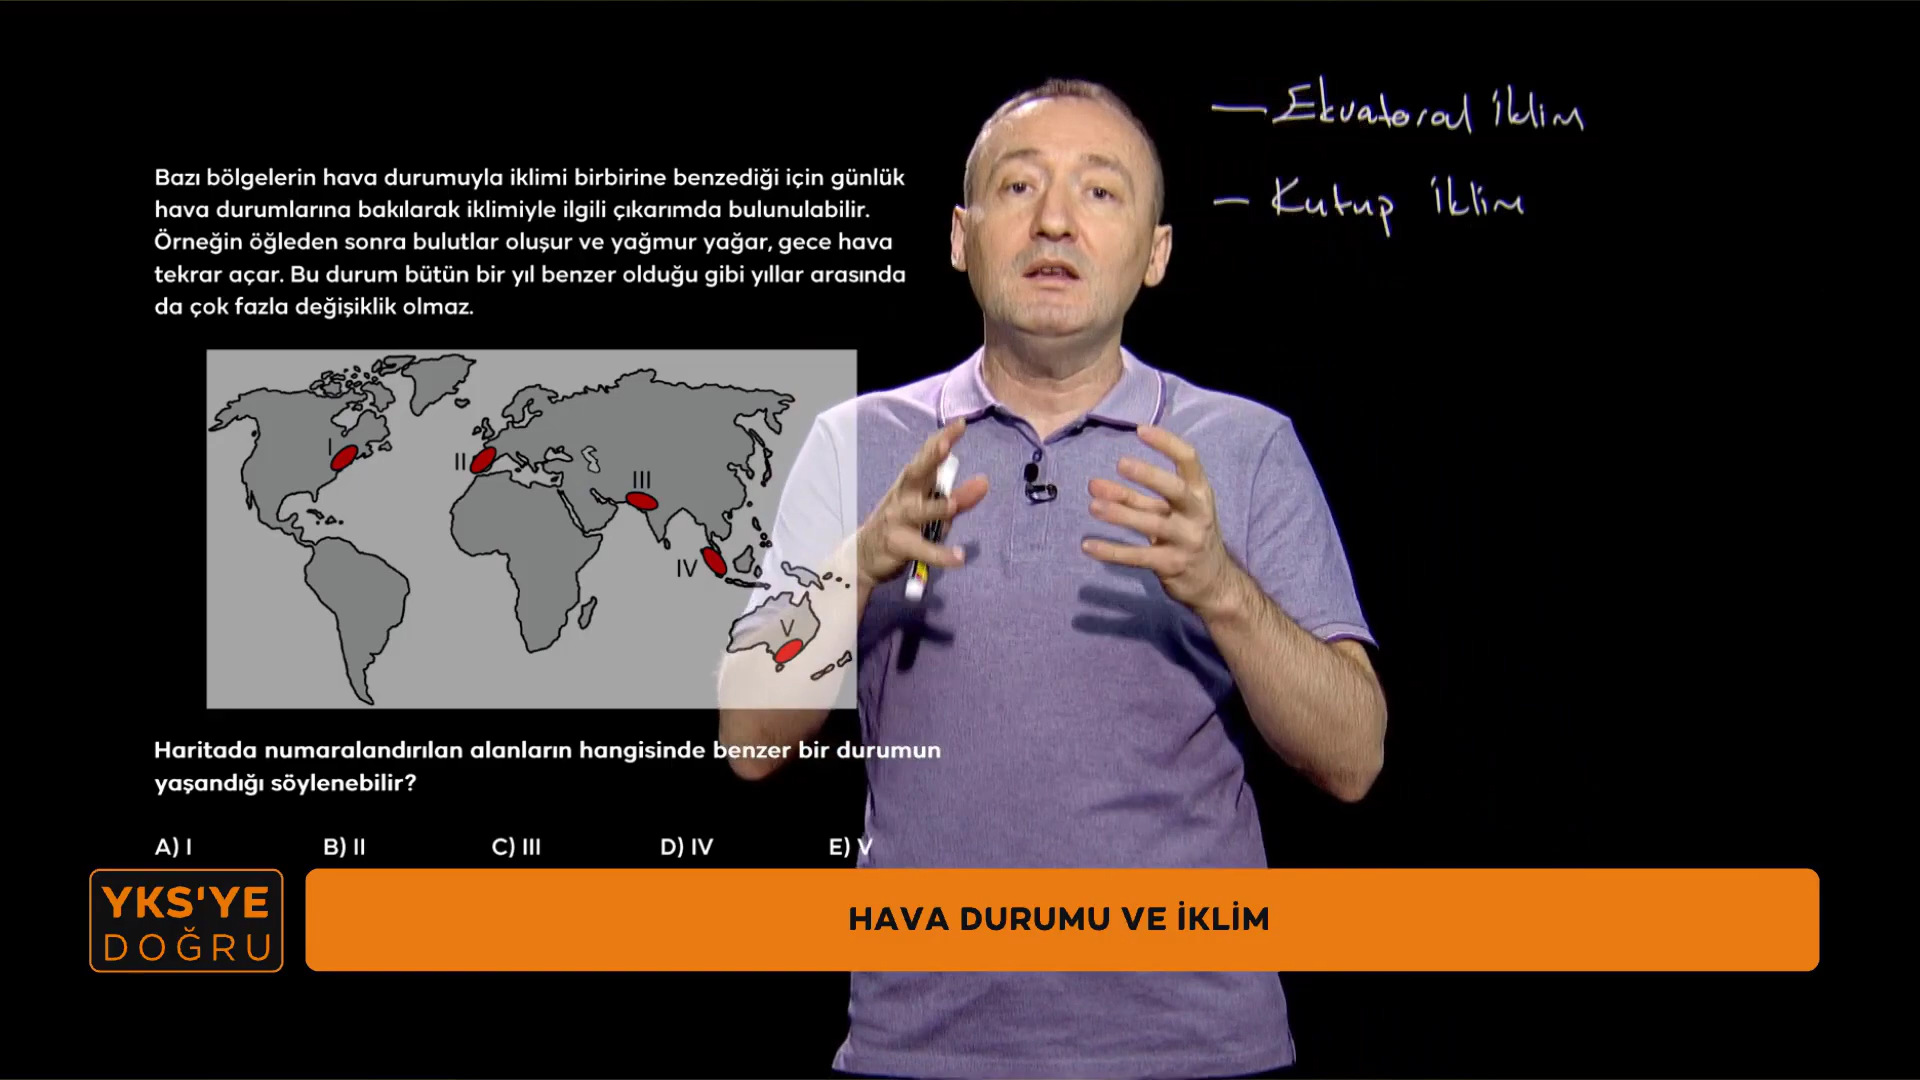 — Ekvatoral İklim
— Kutup İklim
Bazı bölgelerin hava durumuyla iklimi birbirine benzediği için günlük
hava durumlarına bakılarak iklimiyle ilgili çıkarımda bulunulabilir.
Örneğin öğleden sonra bulutlar oluşur ve yağmur yağar, gece hava
tekrar açar. Bu durum bütün bir yıl benzer olduğu gibi yıllar arasında
da çok fazla değişiklik olmaz.
I
II
III
IV
V
Haritada numaralandırılan alanların hangisinde benzer bir durumun
yaşandığı söylenebilir?
A) I B) II C) III D) IV E) V
YKS'YE
DOĞRU
HAVA DURUMU VE İKLİM